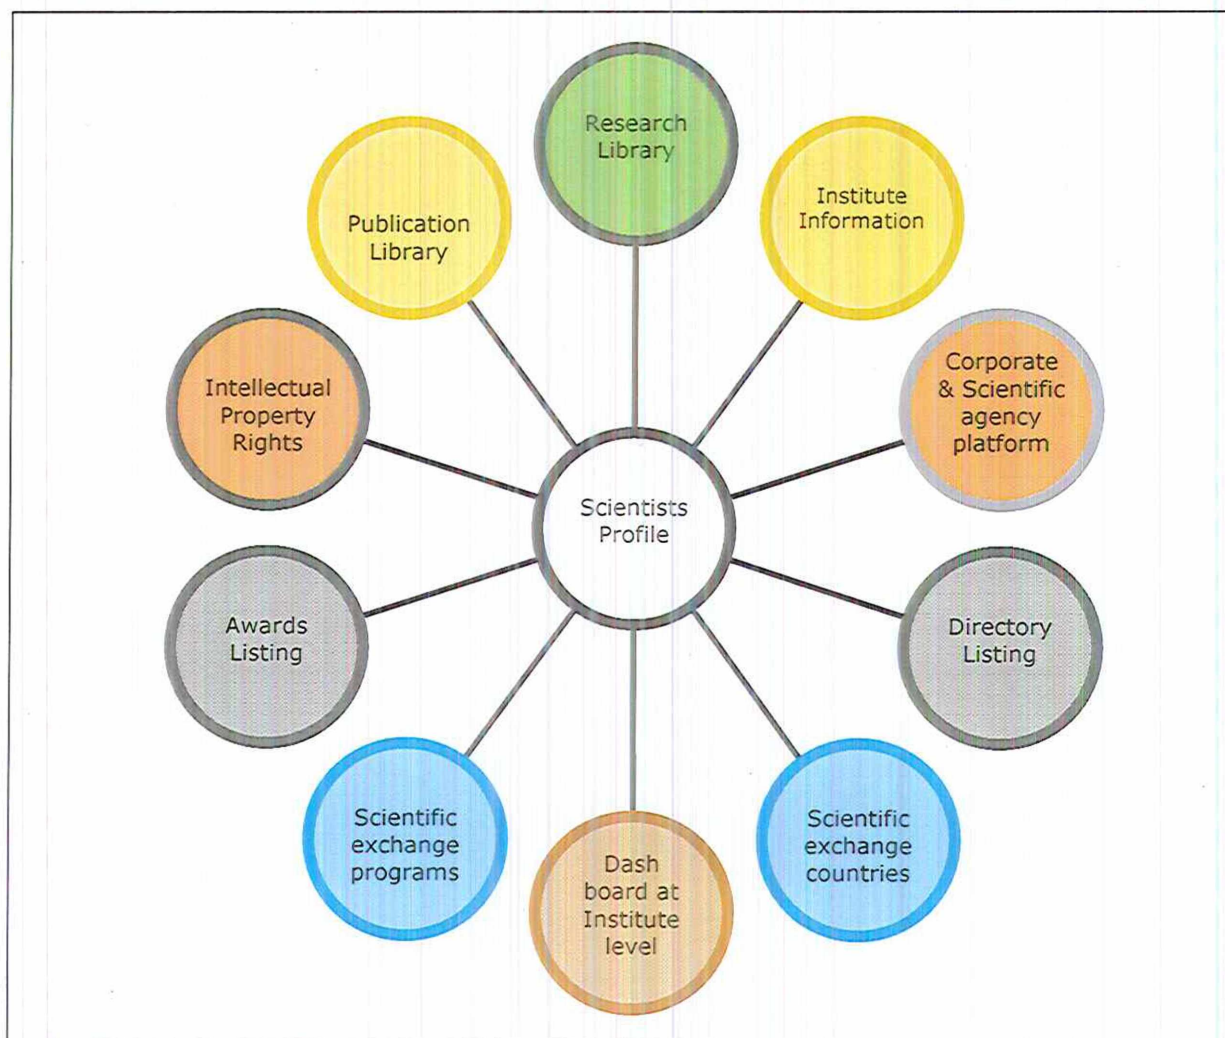 Research
Library
Institute
Information
Publication
Library
Corporate
& Scientific
agency
platform
Intellectual
Property
Rights
Scientists
Profile
Awards
Listing
Directory
Listing
Scientific
exchange
programs
Scientific
exchange
countries
Dash
board at
Institute
level